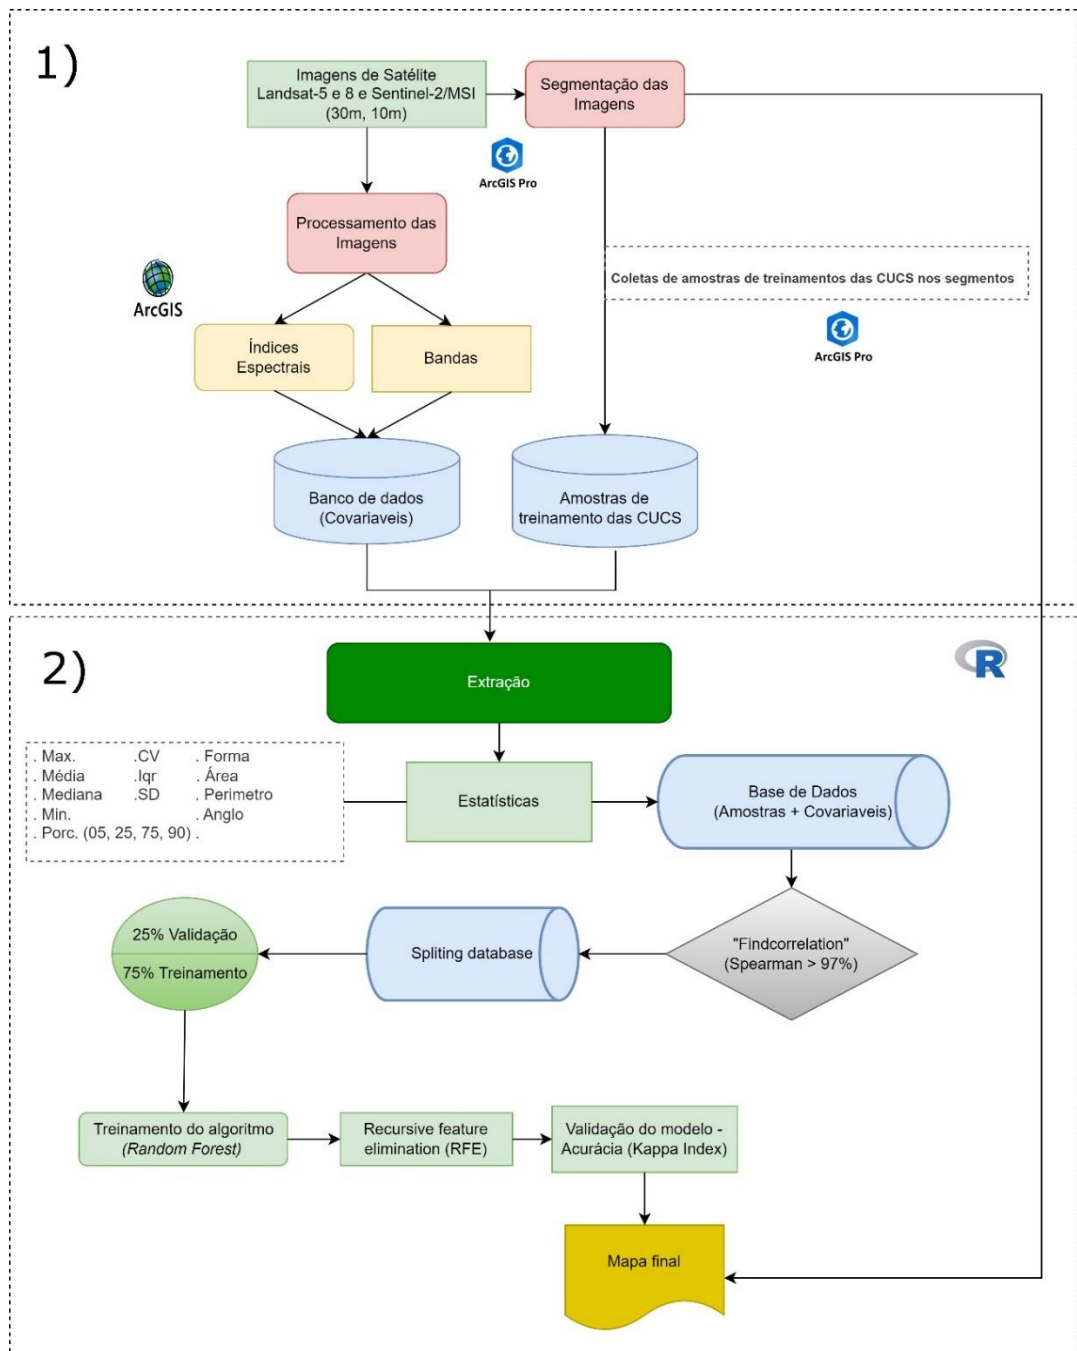 1)
Imagens de Satélite
Landsat-5 e 8 e Sentinel-2/MSI
(30m, 10m)
Segmentação das
Imagens
ArcGIS Pro
Processamento das
Imagens
Coletas de amostras de treinamentos das CUCS nos segmentos
ArcGIS
ArcGIS Pro
Índices
Espectrais
Bandas
Banco de dados
(Covariaveis)
Amostras de
treinamento das CUCS
2)
R
Extração
. Max. .CV . Forma
. Média .Iqr . Área
. Mediana .SD . Perimetro
. Min. . Anglo
. Porc. (05, 25, 75, 90) .
Estatísticas
Base de Dados
(Amostras + Covariaveis)
"Findcorrelation"
(Spearman > 97%)
Spliting database
25% Validação
75% Treinamento
Treinamento do algoritmo
(Random Forest)
Recursive feature
elimination (RFE)
Validação do modelo -
Acurácia (Kappa Index)
Mapa final